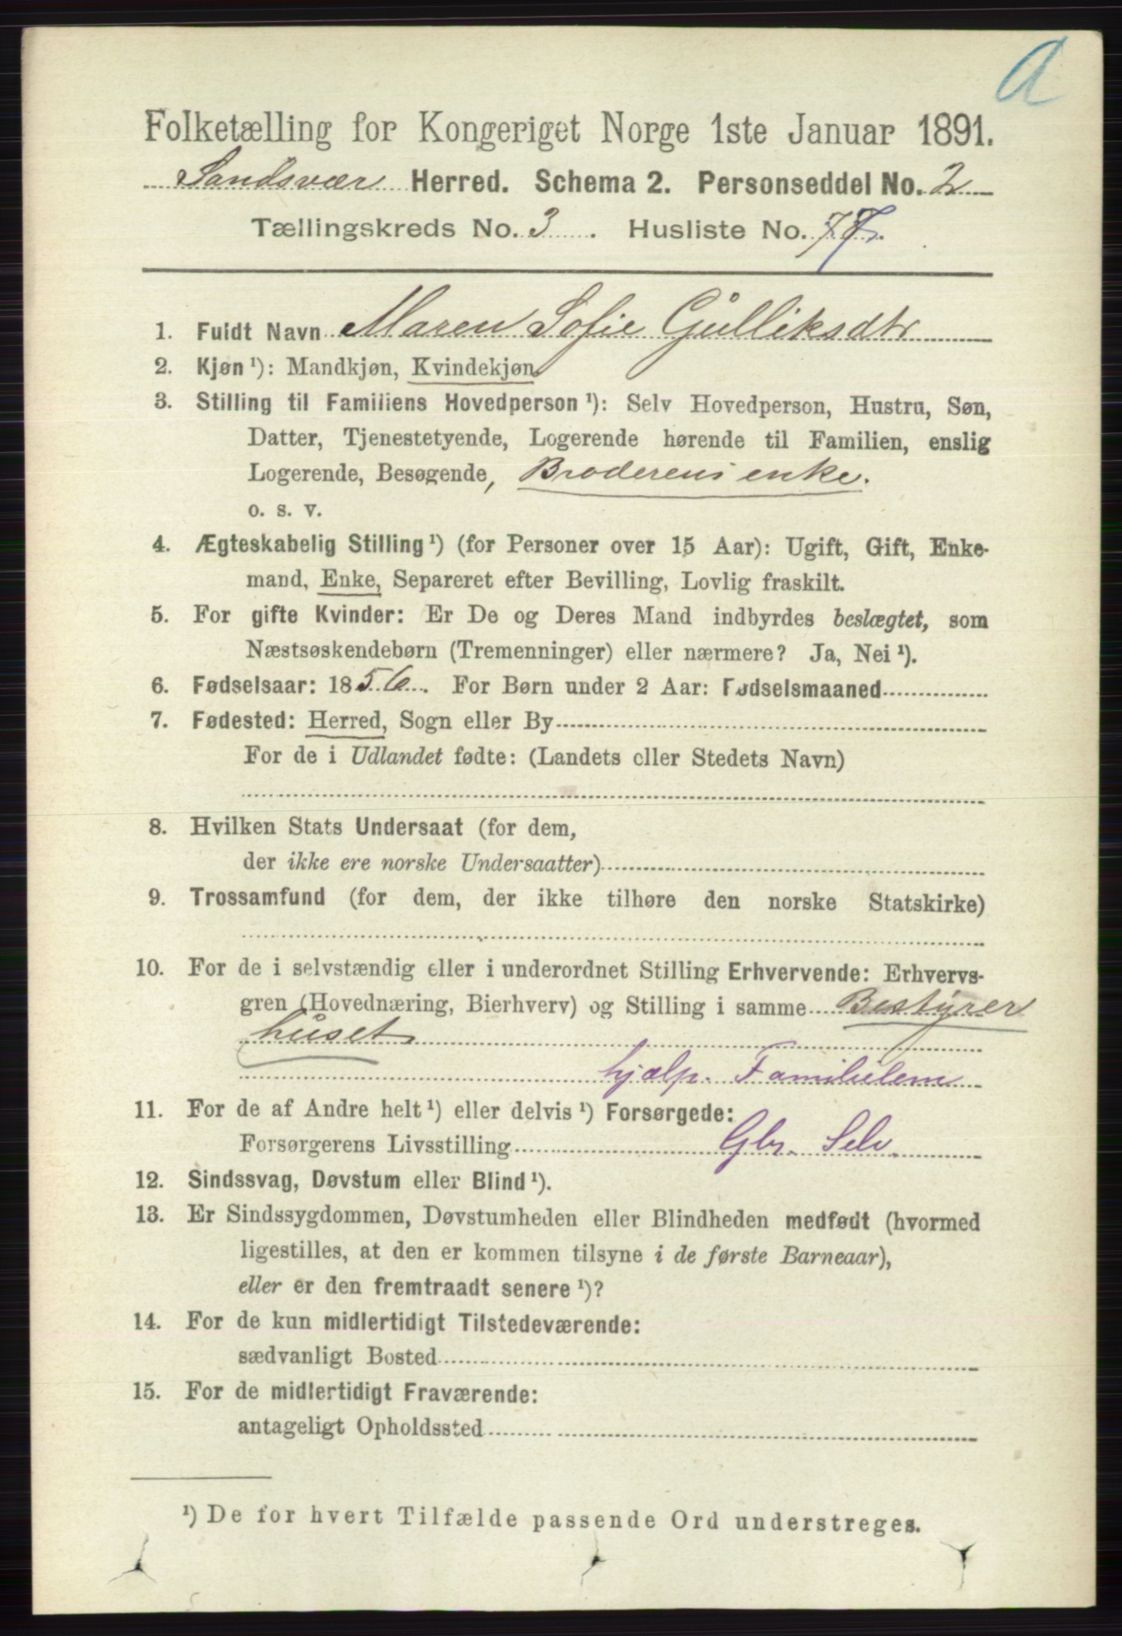 a
Folketælling for Kongeriget Norge 1ste Januar 1891.
Sandsvær Herred. Schema 2. Personseddel No. 2
Tællingskreds No. 3. Husliste No. 77.
1. Fuldt Navn Maren Sofie Gulliksdtr
2. Kjøn ¹): Mandkjøn, Kvindekjøn.
3. Stilling til Familiens Hovedperson ¹): Selv Hovedperson, Hustru, Søn,
Datter, Tjenestetyende, Logerende hørende til Familien, enslig
Logerende, Besøgende, Broderens enke.
o. s. v.
4. Ægteskabelig Stilling ¹) (for Personer over 15 Aar): Ugift, Gift, Enke-
mand, Enke, Separeret efter Bevilling, Lovlig fraskilt.
5. For gifte Kvinder: Er De og Deres Mand indbyrdes beslægtet, som
Næstsøskendebørn (Tremenninger) eller nærmere? Ja, Nei ¹).
6. Fødselsaar: 1856. For Børn under 2 Aar: Fødselsmaaned
7. Fødested: Herred, Sogn eller By
For de i Udlandet fødte: (Landets eller Stedets Navn)
8. Hvilken Stats Undersaat (for dem,
der ikke ere norske Undersaatter)
9. Trossamfund (for dem, der ikke tilhøre den norske Statskirke)
10. For de i selvstændig eller i underordnet Stilling Erhvervende: Erhvervs-
gren (Hovednæring, Bierhverv) og Stilling i samme Bestyrer
huset
hjælp. Familielem
11. For de af Andre helt ¹) eller delvis ¹) Forsørgede:
Forsørgerens Livsstilling Gbr. Selv.
12. Sindssvag, Døvstum eller Blind ¹).
13. Er Sindssygdommen, Døvstumheden eller Blindheden medfødt (hvormed
ligestilles, at den er kommen tilsyne i de første Barneaar),
eller er den fremtraadt senere ¹)?
14. For de kun midlertidigt Tilstedeværende:
sædvanligt Bosted
15. For de midlertidigt Fraværende:
antageligt Opholdssted
¹) De for hvert Tilfælde passende Ord understreges.